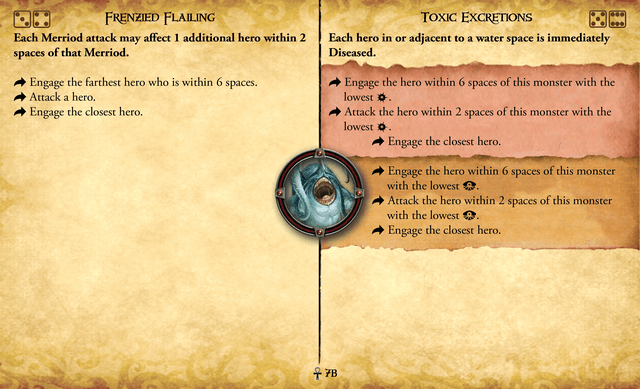 Frenzied Flailing
Each Merriod attack may affect 1 additional hero within 2
spaces of that Merriod.
Engage the farthest hero who is within 6 spaces.
Attack a hero.
Engage the closest hero.
Toxic Excretions
Each hero in or adjacent to a water space is immediately
Diseased.
Engage the hero within 6 spaces of this monster with the
lowest .
Attack the hero within 2 spaces of this monster with the
lowest .
Engage the closest hero.
Engage the hero within 6 spaces of this monster
with the lowest .
Attack the hero within 2 spaces of this monster
with the lowest .
Engage the closest hero.
7B